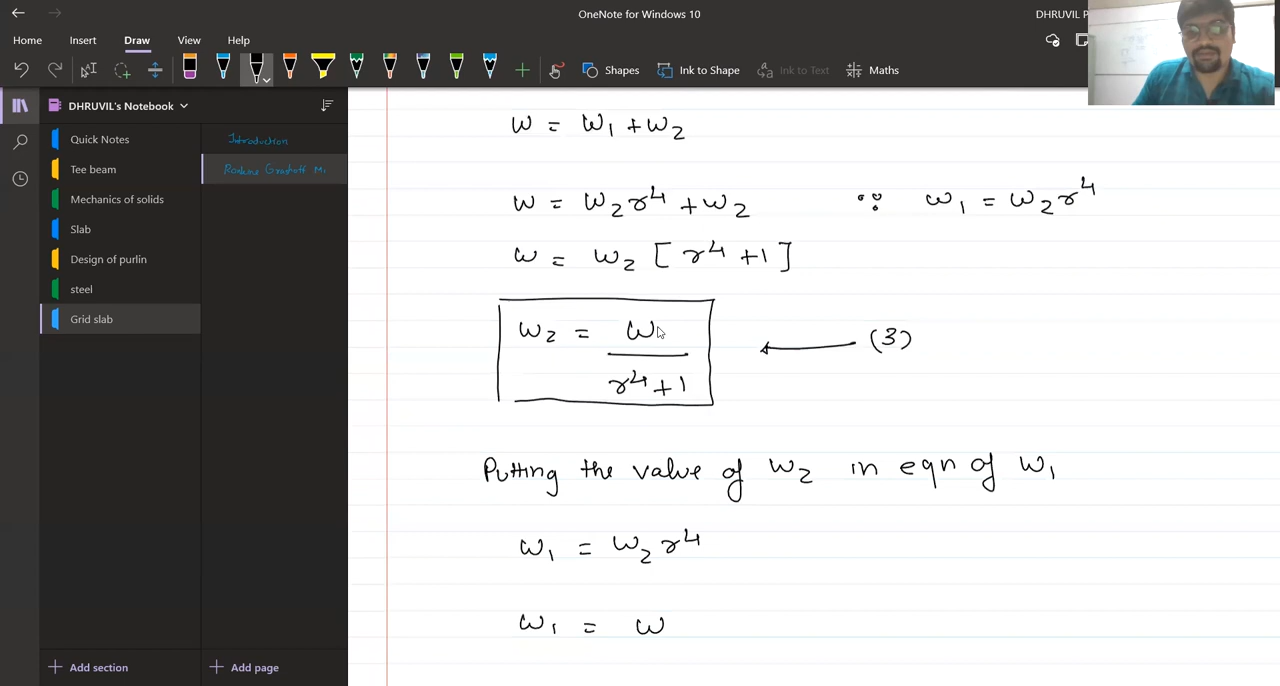 OneNote for Windows 10
DHRUVIL P
Home Insert Draw View Help
Shapes Ink to Shape Ink to Text Maths
DHRUVIL's Notebook
Quick Notes
Tee beam
Mechanics of solids
Slab
Design of purlin
steel
Grid slab
Introduction
Rankine Grashoff M
w = w₁ + w₂
w = w₂ r⁴ + w₂ ∵ w₁ = w₂ r⁴
w = w₂ [ r⁴ + 1 ]
w₂ = w / r⁴ + 1 ← (3)
Putting the value of w₂ in eqn of w₁
w₁ = w₂ r⁴
w₁ = w
+ Add section
+ Add page